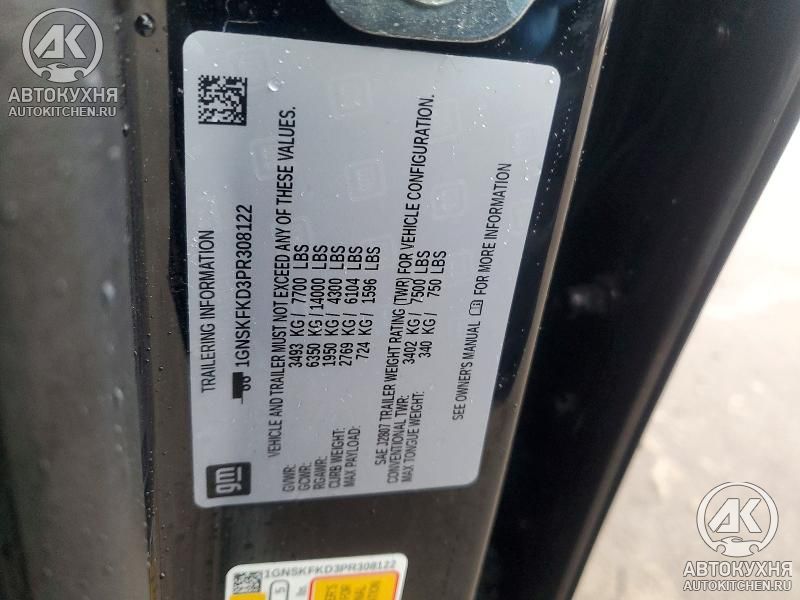 AK
АВТОКУХНЯ
AUTOKITCHEN.RU
TRAILERING INFORMATION
1GNSKFKD3PR308122
VEHICLE AND TRAILER MUST NOT EXCEED ANY OF THESE VALUES.
GVWR: 3493 KG/ 7700 LBS
GCWR: 6350 KG/ 14000 LBS
RGAWR: 1950 KG/ 4300 LBS
CURB WEIGHT: 2769 KG/ 6104 LBS
MAX PAYLOAD: 724 KG/ 1596 LBS
SAE J2807 TRAILER WEIGHT RATING (TWR) FOR VEHICLE CONFIGURATION.
CONVENTIONAL TWR: 3402 KG/ 7500 LBS
MAX TONGUE WEIGHT: 340 KG/ 750 LBS
SEE OWNER'S MANUAL FOR MORE INFORMATION
gm
1GNSKFKD3PR308122
AK
АВТОКУХНЯ
AUTOKITCHEN.RU